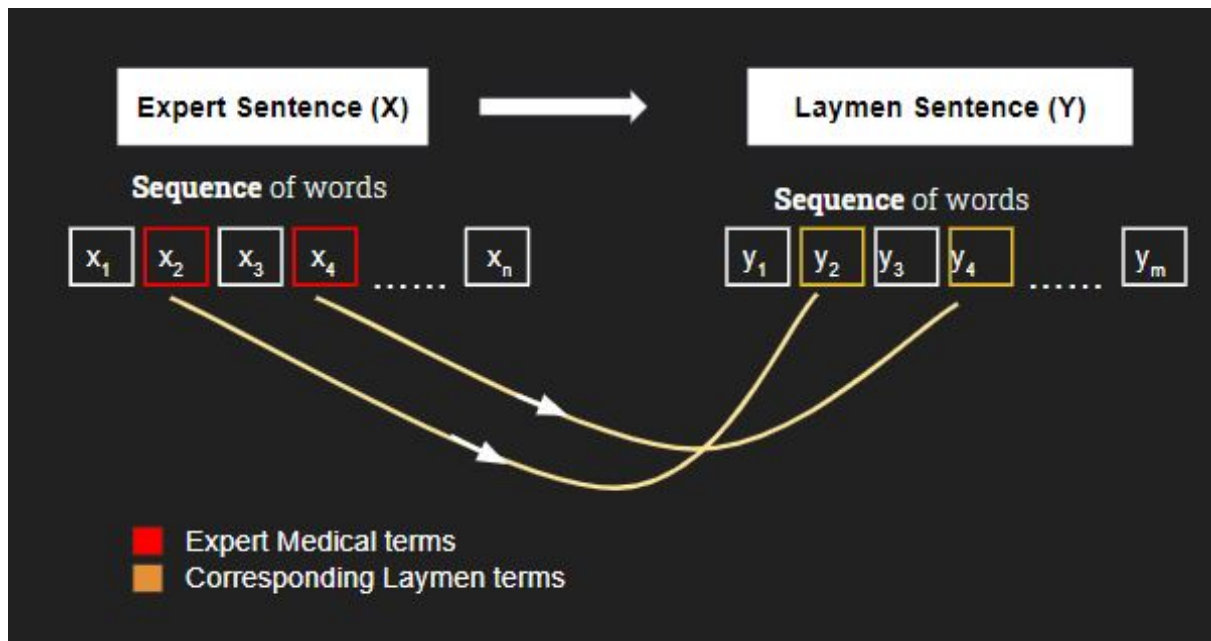 Expert Sentence (X)
Laymen Sentence (Y)
Sequence of words
Sequence of words
x1 x2 x3 x4 ...... xn
y1 y2 y3 y4 ...... ym
Expert Medical terms
Corresponding Laymen terms